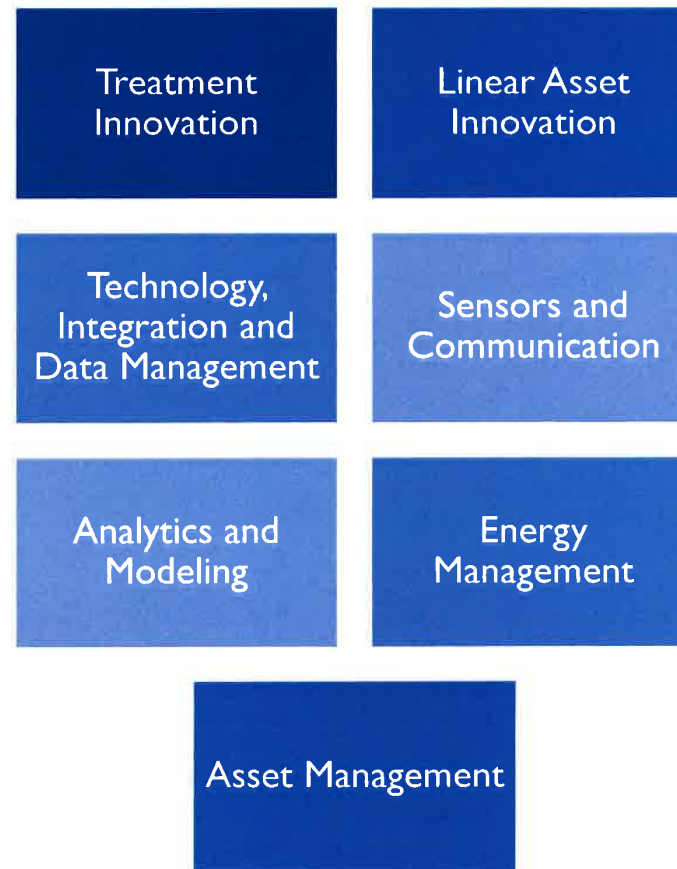 Treatment
Innovation
Linear Asset
Innovation
Technology,
Integration and
Data Management
Sensors and
Communication
Analytics and
Modeling
Energy
Management
Asset Management